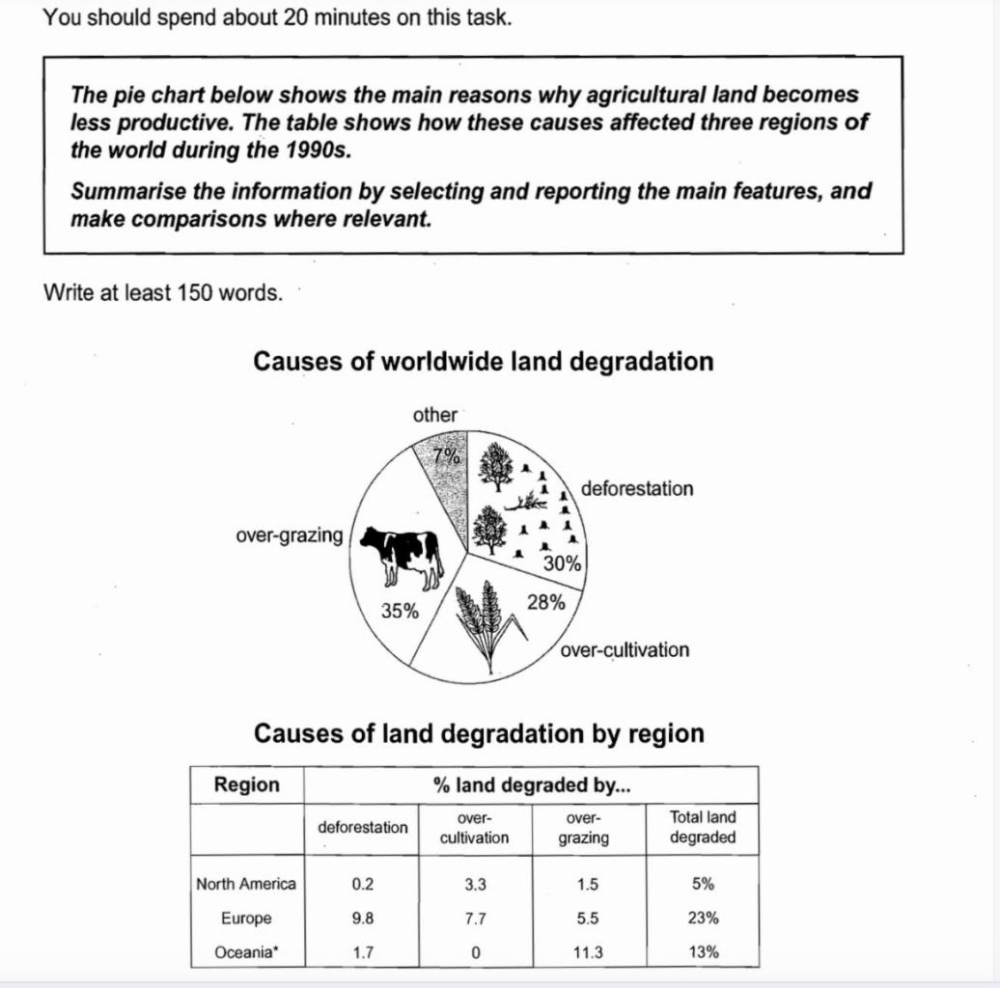 You should spend about 20 minutes on this task.
The pie chart below shows the main reasons why agricultural land becomes
less productive. The table shows how these causes affected three regions of
the world during the 1990s.
Summarise the information by selecting and reporting the main features, and
make comparisons where relevant.
Write at least 150 words.
Causes of worldwide land degradation
other
7%
deforestation
over-grazing
30%
28%
35%
over-cultivation
Causes of land degradation by region
Region % land degraded by...
deforestation over-cultivation over-grazing Total land degraded
North America 0.2 3.3 1.5 5%
Europe 9.8 7.7 5.5 23%
Oceania* 1.7 0 11.3 13%